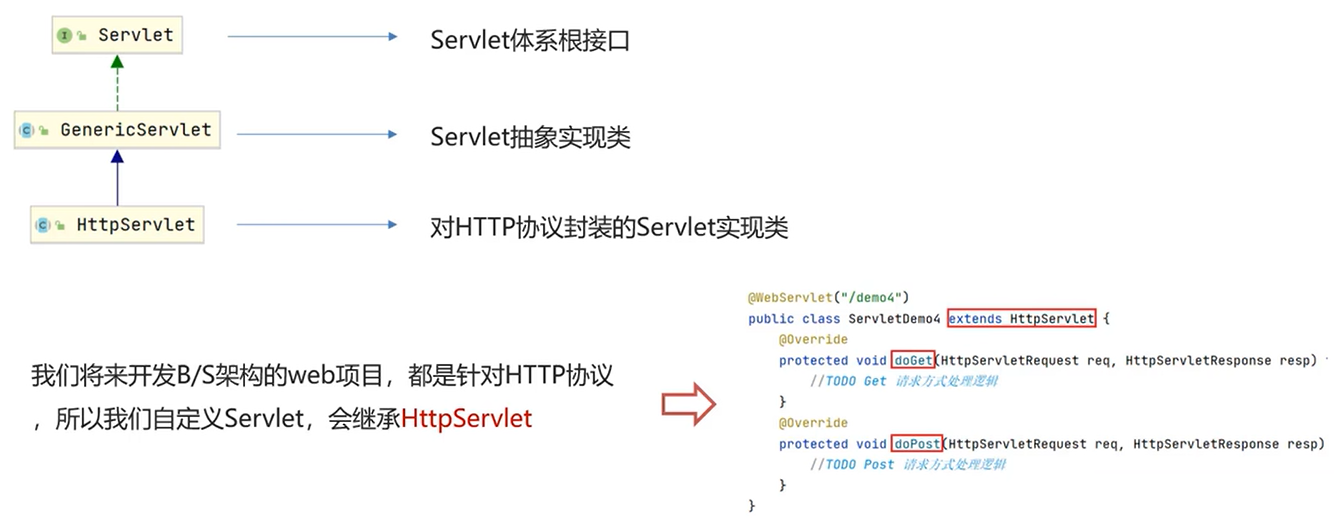 Servlet
Servlet体系根接口
GenericServlet
Servlet抽象实现类
HttpServlet
对HTTP协议封装的Servlet实现类
我们将来开发B/S架构的web项目，都是针对HTTP协议
，所以我们自定义Servlet，会继承HttpServlet
@WebServlet("/demo4")
public class ServletDemo4 extends HttpServlet {
@Override
protected void doGet(HttpServletRequest req, HttpServletResponse resp)
//TODO Get 请求方式处理逻辑
}
@Override
protected void doPost(HttpServletRequest req, HttpServletResponse resp)
//TODO Post 请求方式处理逻辑
}
}